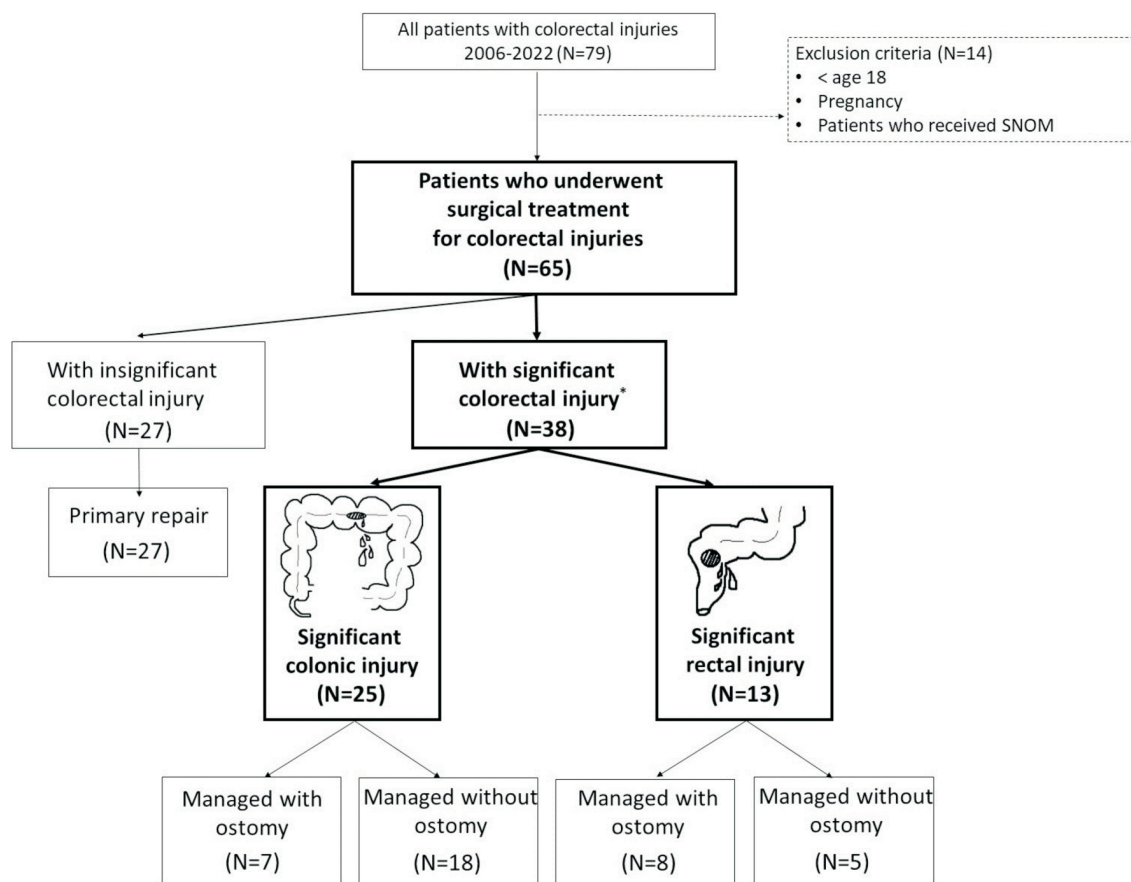 All patients with colorectal injuries
2006-2022 (N=79)
Exclusion criteria (N=14)
• < age 18
• Pregnancy
• Patients who received SNOM
Patients who underwent
surgical treatment
for colorectal injuries
(N=65)
With insignificant
colorectal injury
(N=27)
With significant
colorectal injury*
(N=38)
Primary repair
(N=27)
Significant
colonic injury
(N=25)
Significant
rectal injury
(N=13)
Managed with
ostomy
(N=7)
Managed without
ostomy
(N=18)
Managed with
ostomy
(N=8)
Managed without
ostomy
(N=5)